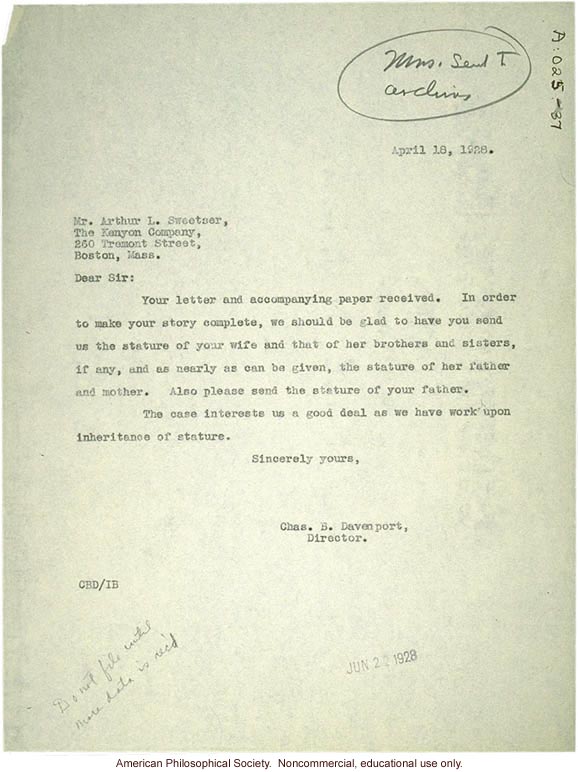 Mrs. Sent T
archives
A:025-87
April 18, 1928.
Mr. Arthur L. Sweetser,
The Kenyon Company,
260 Tremont Street,
Boston, Mass.
Dear Sir:
Your letter and accompanying paper received. In order
to make your story complete, we should be glad to have you send
us the stature of your wife and that of her brothers and sisters,
if any, and as nearly as can be given, the stature of her father
and mother. Also please send the stature of your father.
The case interests us a good deal as we have work upon
inheritance of stature.
Sincerely yours,
Chas. B. Davenport,
Director.
CBD/IB
Do not file until
more data is rec'd
JUN 22 1928
American Philosophical Society. Noncommercial, educational use only.